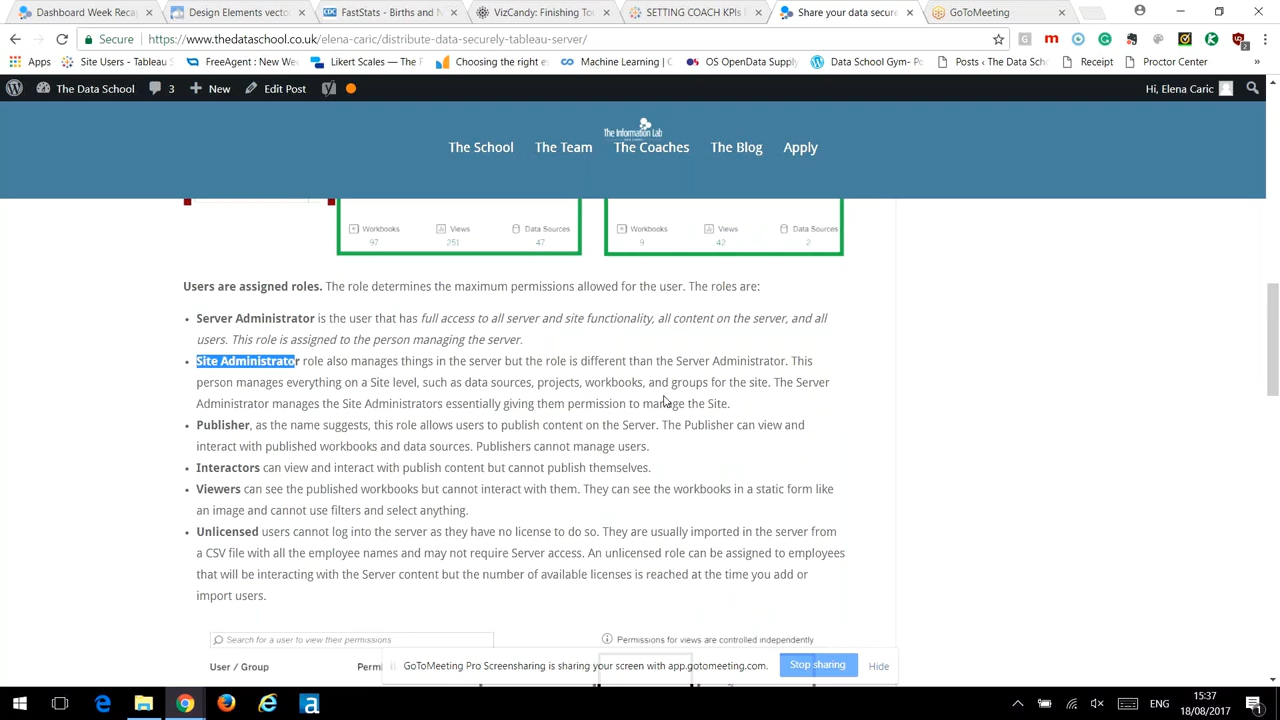 Dashboard Week Recap
Design Elements vector
FastStats - Births and N
VizCandy: Finishing Tou
SETTING COACH KPIs
Share your data secure
GoToMeeting
Secure
https://www.thedataschool.co.uk/elena-caric/distribute-data-securely-tableau-server/
Apps
Site Users - Tableau S
FreeAgent : New Wee
Likert Scales — The F
Choosing the right e
Machine Learning | C
OS OpenData Supply
Data School Gym- Po
Posts ‹ The Data Scho
Receipt
Proctor Center
»
The Data School
3
New
Edit Post
Hi, Elena Caric
The Information Lab
The School
The Team
The Coaches
The Blog
Apply
Workbooks
Views
Data Sources
Workbooks
Views
Data Sources
97
251
47
9
42
2
Users are assigned roles. The role determines the maximum permissions allowed for the user. The roles are:
• Server Administrator is the user that has full access to all server and site functionality, all content on the server, and all
users. This role is assigned to the person managing the server.
• Site Administrator role also manages things in the server but the role is different than the Server Administrator. This
person manages everything on a Site level, such as data sources, projects, workbooks, and groups for the site. The Server
Administrator manages the Site Administrators essentially giving them permission to manage the Site.
• Publisher, as the name suggests, this role allows users to publish content on the Server. The Publisher can view and
interact with published workbooks and data sources. Publishers cannot manage users.
• Interactors can view and interact with publish content but cannot publish themselves.
• Viewers can see the published workbooks but cannot interact with them. They can see the workbooks in a static form like
an image and cannot use filters and select anything.
• Unlicensed users cannot log into the server as they have no license to do so. They are usually imported in the server from
a CSV file with all the employee names and may not require Server access. An unlicensed role can be assigned to employees
that will be interacting with the Server content but the number of available licenses is reached at the time you add or
import users.
Search for a user to view their permissions
Permissions for views are controlled independently
User / Group
Permi
GoToMeeting Pro Screensharing is sharing your screen with app.gotomeeting.com.
Stop sharing
Hide
ENG
15:37
18/08/2017